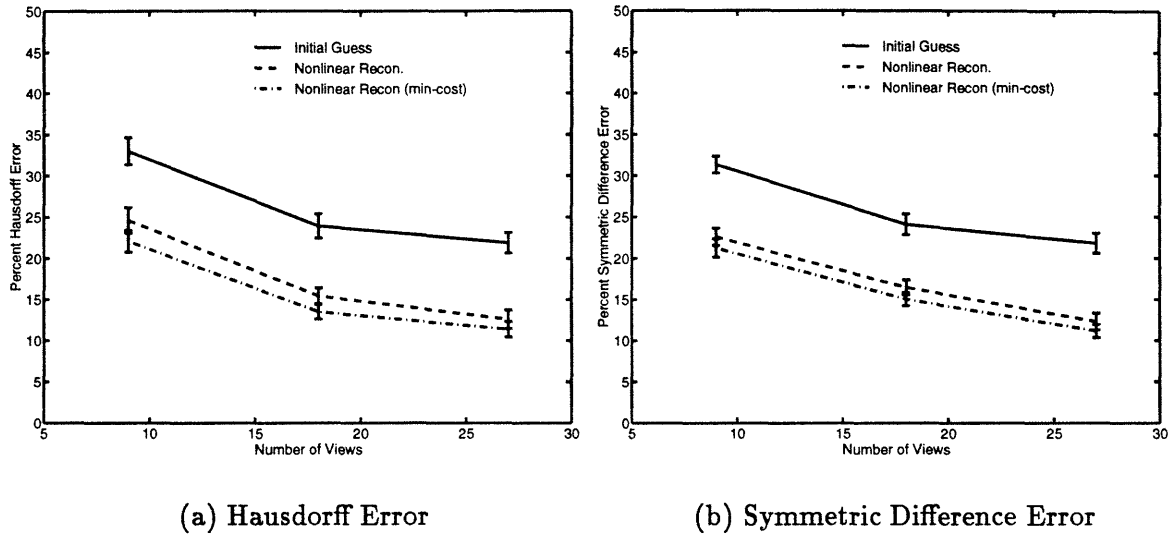 50
45
40
35
30
25
20
15
10
5
0
Percent Hausdorff Error
Initial Guess
Nonlinear Recon.
Nonlinear Recon (min-cost)
5 10 15 20 25 30
Number of Views
50
45
40
35
30
25
20
15
10
5
0
Percent Symmetric Difference Error
Initial Guess
Nonlinear Recon.
Nonlinear Recon (min-cost)
5 10 15 20 25 30
Number of Views
(a) Hausdorff Error
(b) Symmetric Difference Error